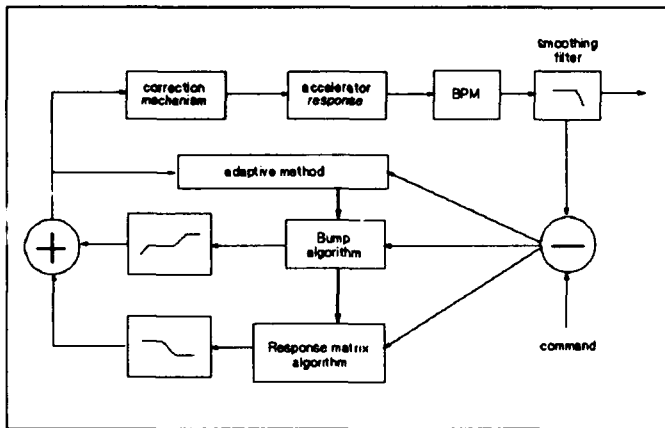 smoothing
filter
correction
mechanism
accelerator
response
BPM
adaptive method
+
Bump
algorithm
—
Response matrix
algorithm
command